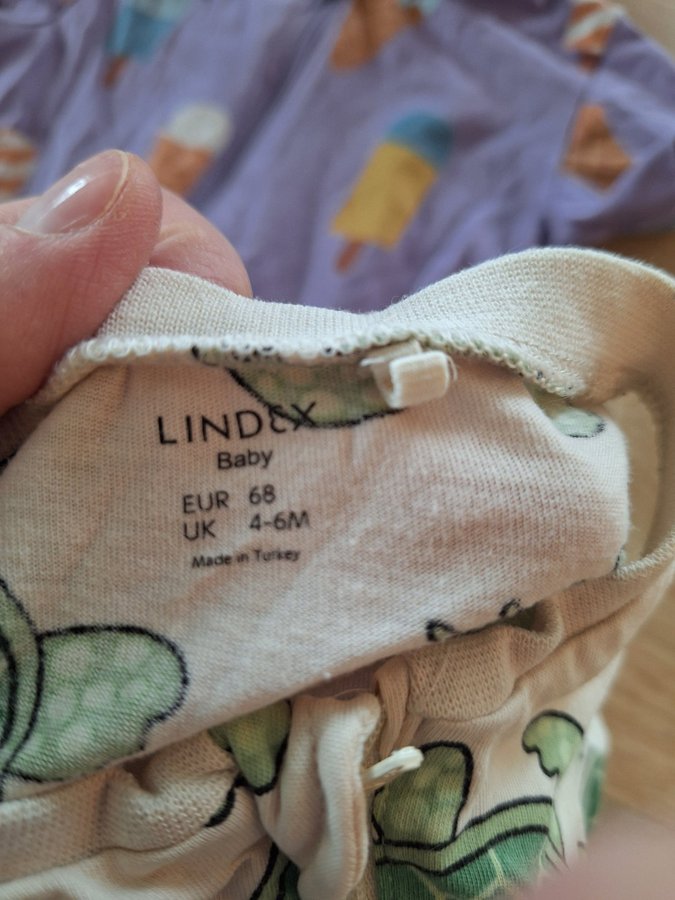 LINDEX
Baby
EUR 68
UK 4-6M
Made in Turkey